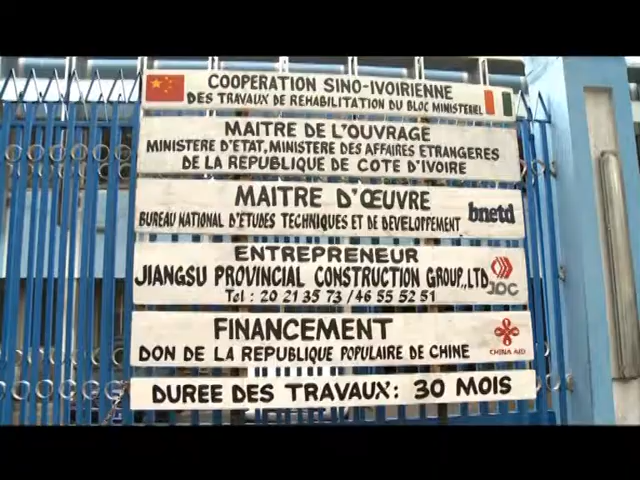 COOPERATION SINO-IVOIRIENNE
DES TRAVAUX DE REHABILITATION DU BLOC MINISTERIEL
MAITRE DE L'OUVRAGE
MINISTERE D'ETAT, MINISTERE DES AFFAIRES ETRANGERES
DE LA REPUBLIQUE DE COTE D'IVOIRE
MAITRE D'ŒUVRE
BUREAU NATIONAL D'ETUDES TECHNIQUES ET DE DEVELOPPEMENT
bnetd
ENTREPRENEUR
JIANGSU PROVINCIAL CONSTRUCTION GROUP., LTD
JOC
Tel : 20 21 35 73 / 46 55 52 51
FINANCEMENT
DON DE LA REPUBLIQUE POPULAIRE DE CHINE
CHINA AID
DUREE DES TRAVAUX: 30 MOIS